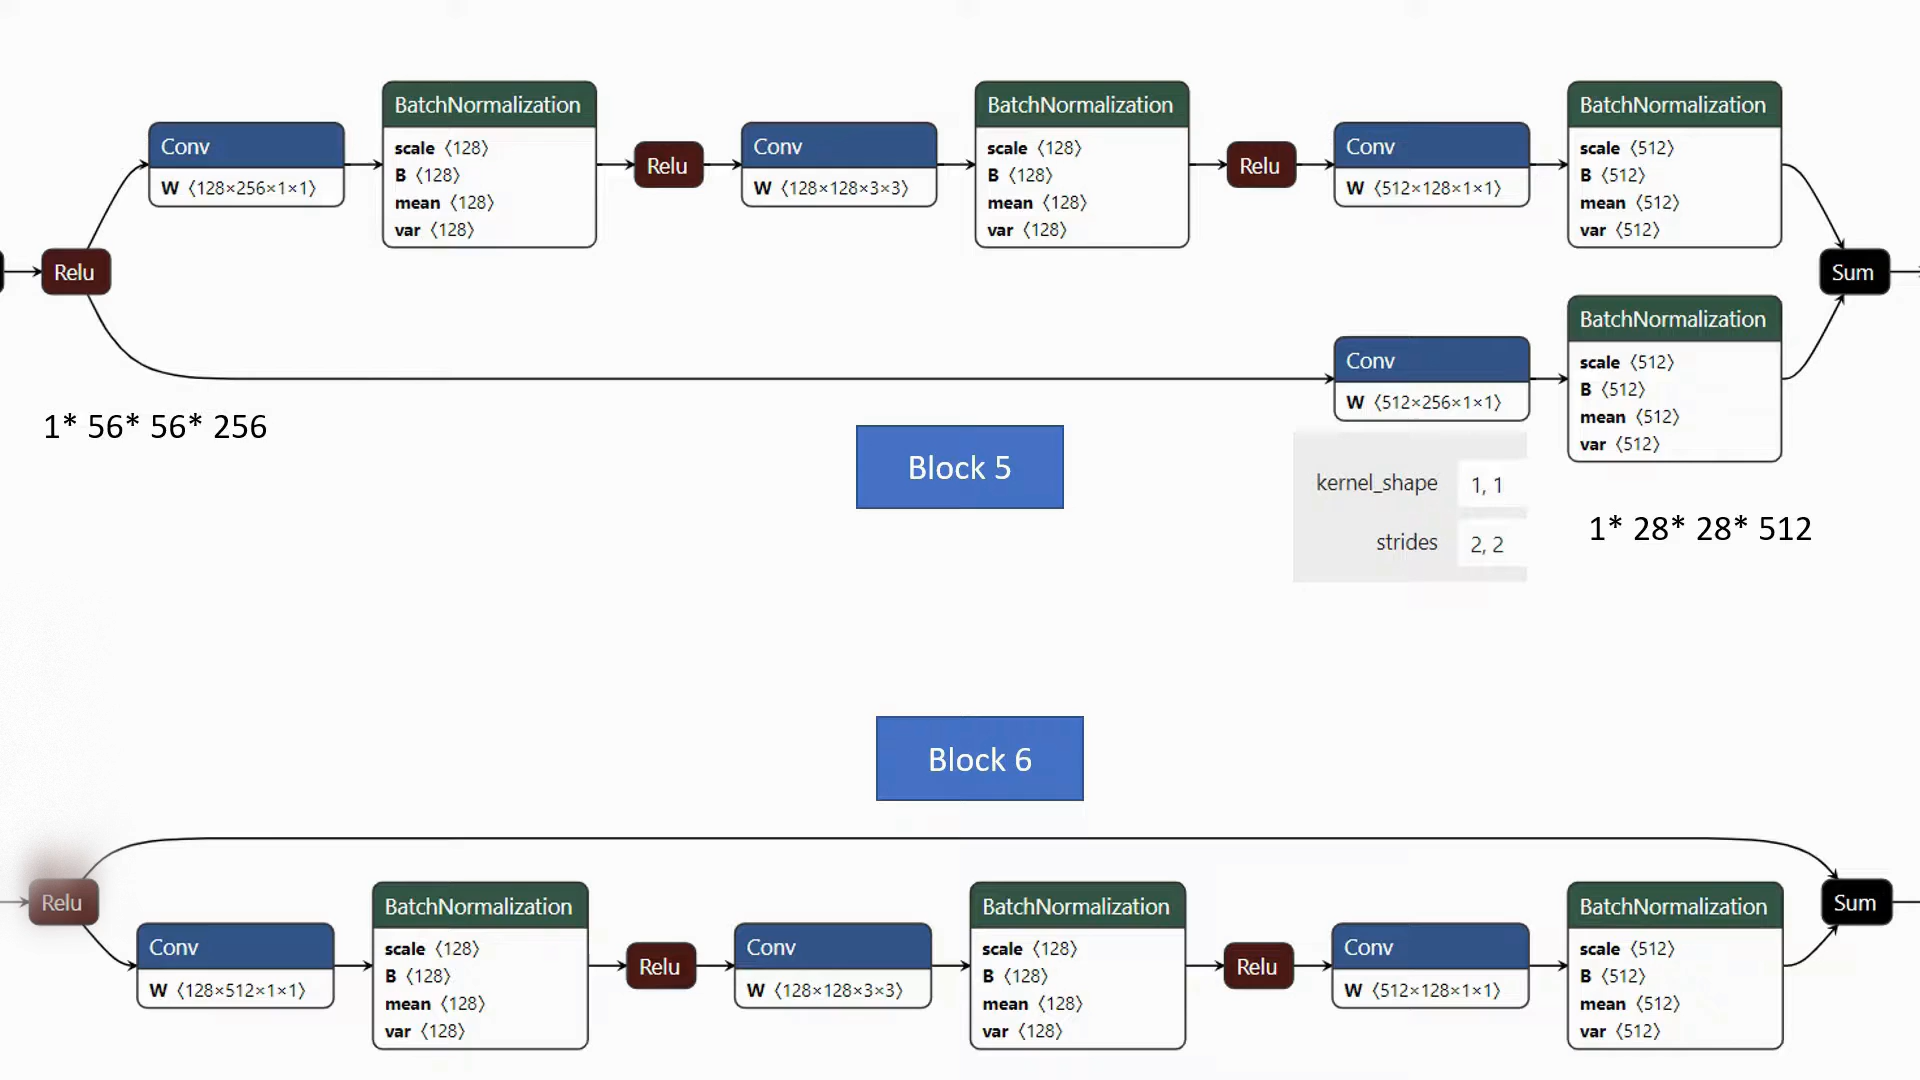 BatchNormalization
scale ⟨128⟩
B ⟨128⟩
mean ⟨128⟩
var ⟨128⟩
BatchNormalization
scale ⟨128⟩
B ⟨128⟩
mean ⟨128⟩
var ⟨128⟩
BatchNormalization
scale ⟨512⟩
B ⟨512⟩
mean ⟨512⟩
var ⟨512⟩
Conv
W ⟨128×256×1×1⟩
Relu
Conv
W ⟨128×128×3×3⟩
Relu
Conv
W ⟨512×128×1×1⟩
Relu
Sum
Conv
W ⟨512×256×1×1⟩
BatchNormalization
scale ⟨512⟩
B ⟨512⟩
mean ⟨512⟩
var ⟨512⟩
1* 56* 56* 256
Block 5
kernel_shape 1, 1
strides 2, 2
1* 28* 28* 512
Block 6
Relu
Conv
W ⟨128×512×1×1⟩
BatchNormalization
scale ⟨128⟩
B ⟨128⟩
mean ⟨128⟩
var ⟨128⟩
Relu
Conv
W ⟨128×128×3×3⟩
BatchNormalization
scale ⟨128⟩
B ⟨128⟩
mean ⟨128⟩
var ⟨128⟩
Relu
Conv
W ⟨512×128×1×1⟩
BatchNormalization
scale ⟨512⟩
B ⟨512⟩
mean ⟨512⟩
var ⟨512⟩
Sum